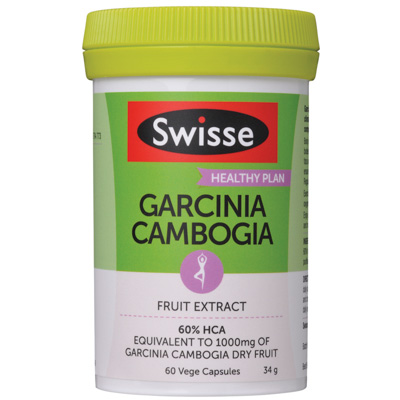 Swisse
HEALTHY PLAN
GARCINIA
CAMBOGIA
FRUIT EXTRACT
60% HCA
EQUIVALENT TO 1000mg OF
GARCINIA CAMBOGIA DRY FRUIT
60 Vege Capsules 34 g